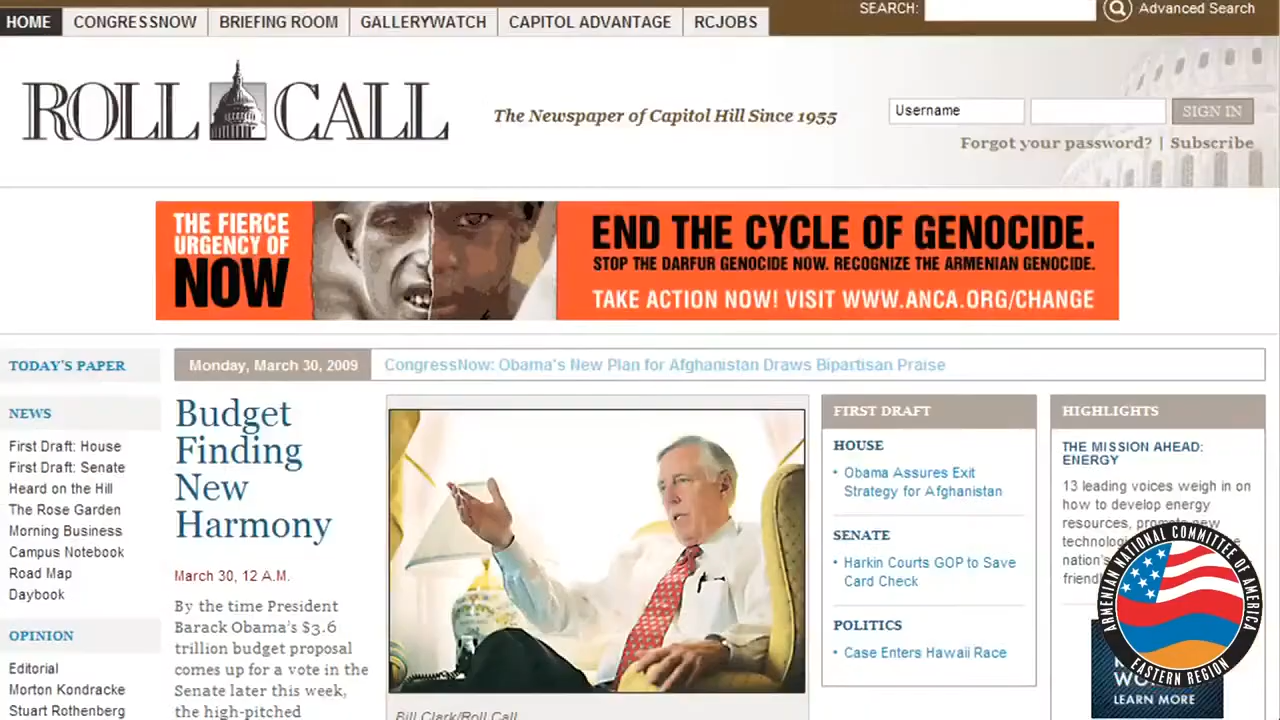 HOME CONGRESSNOW BRIEFING ROOM GALLERYWATCH CAPITOL ADVANTAGE RCJOBS SEARCH: Advanced Search
ROLL CALL
The Newspaper of Capitol Hill Since 1955
Username SIGN IN
Forgot your password? | Subscribe
THE FIERCE
URGENCY OF
NOW
END THE CYCLE OF GENOCIDE.
STOP THE DARFUR GENOCIDE NOW. RECOGNIZE THE ARMENIAN GENOCIDE.
TAKE ACTION NOW! VISIT WWW.ANCA.ORG/CHANGE
TODAY'S PAPER
NEWS
First Draft: House
First Draft: Senate
Heard on the Hill
The Rose Garden
Morning Business
Campus Notebook
Road Map
Daybook
OPINION
Editorial
Morton Kondracke
Stuart Rothenberg
Monday, March 30, 2009
CongressNow: Obama's New Plan for Afghanistan Draws Bipartisan Praise
Budget
Finding
New
Harmony
March 30, 12 A.M.
By the time President
Barack Obama's $3.6
trillion budget proposal
comes up for a vote in the
Senate later this week,
the high-pitched
Bill Clark/Roll Call
FIRST DRAFT
HOUSE
• Obama Assures Exit
Strategy for Afghanistan
SENATE
• Harkin Courts GOP to Save
Card Check
POLITICS
• Case Enters Hawaii Race
HIGHLIGHTS
THE MISSION AHEAD:
ENERGY
13 leading voices weigh in on
how to develop energy
resources, promote new
nation's
LEARN MORE
ARMENIAN NATIONAL COMMITTEE OF AMERICA
EASTERN REGION